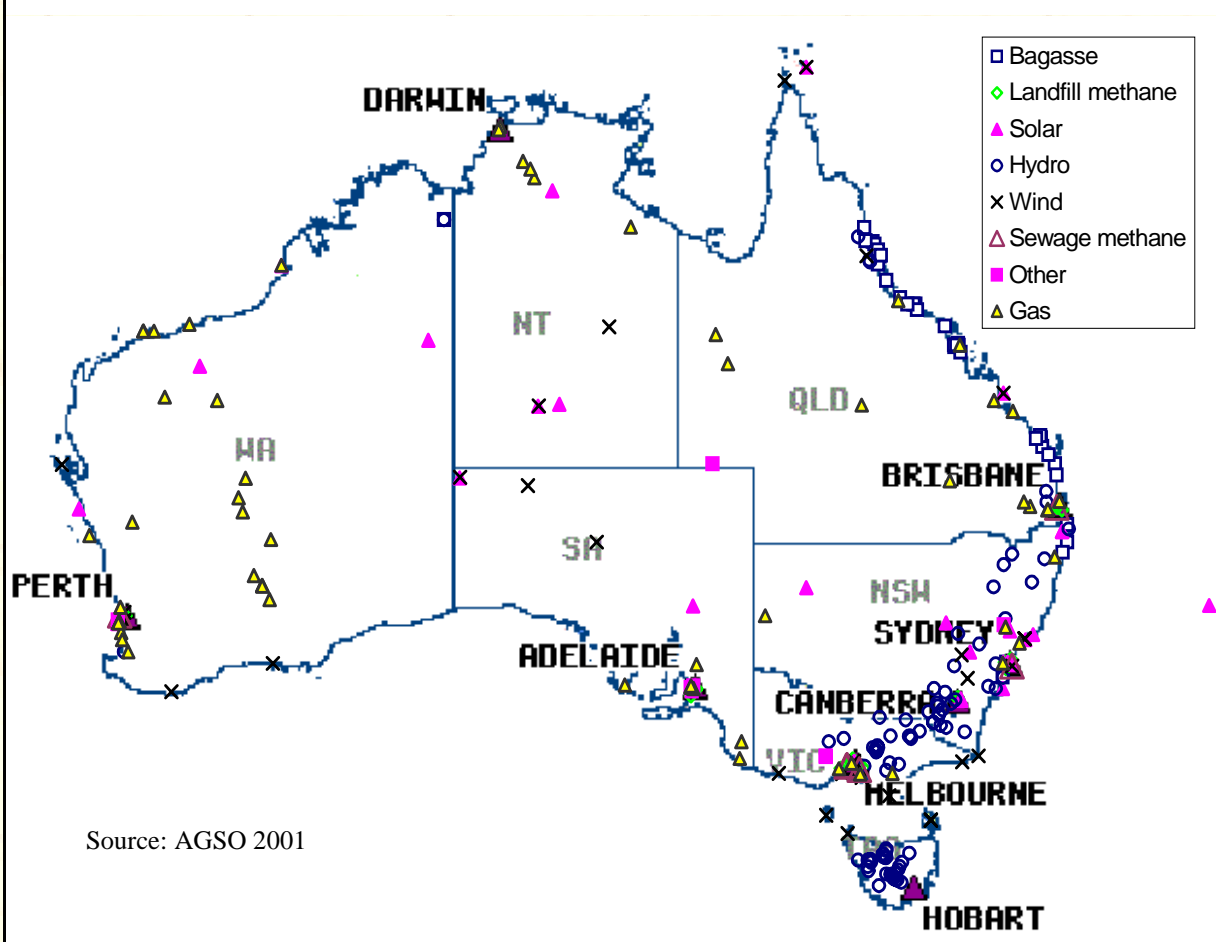 Bagasse
Landfill methane
Solar
Hydro
Wind
Sewage methane
Other
Gas
DARWIN
NT
QLD
WA
BRISBANE
SA
PERTH
NSW
SYDNEY
ADELAIDE
CANBERRA
VIC
MELBOURNE
Source: AGSO 2001
HOBART